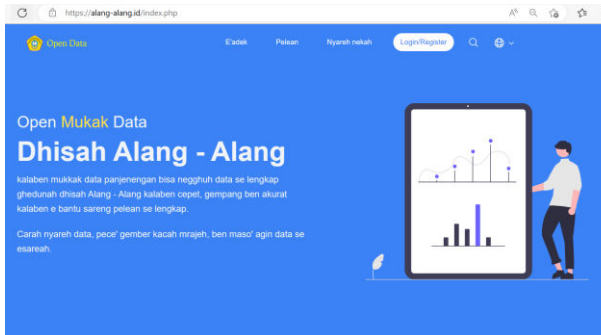 https://alang-alang.id/index.php
Open Data
E'adek Pelean Nyareh nekah Login/Register
Open Mukak Data
Dhisah Alang - Alang
kalaben mukkak data panjenengan bisa negghuh data se lengkap
ghedunah dhisah Alang - Alang kalaben cepet, gempang ben akurat
kalaben e bantu sareng pelean se lengkap.
Carah nyareh data, pece' gember kacah mrajeh, ben maso' agin data se
esareah.